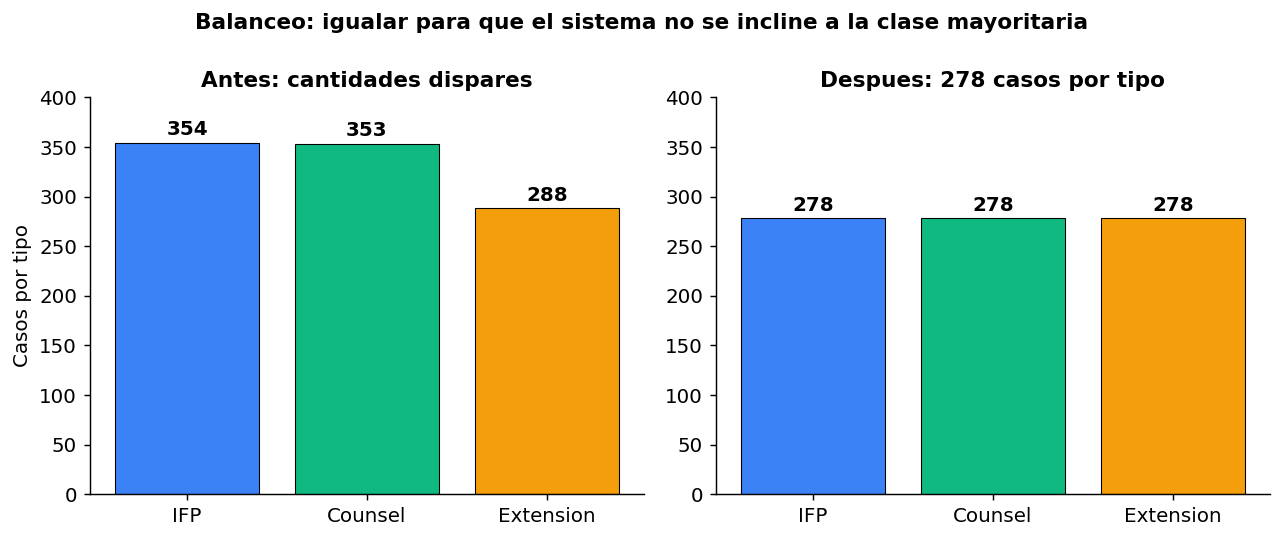 Balanceo: igualar para que el sistema no se incline a la clase mayoritaria
Antes: cantidades dispares
Casos por tipo
400
350
300
250
200
150
100
50
0
354
353
288
IFP
Counsel
Extension
Despues: 278 casos por tipo
400
350
300
250
200
150
100
50
0
278
278
278
IFP
Counsel
Extension